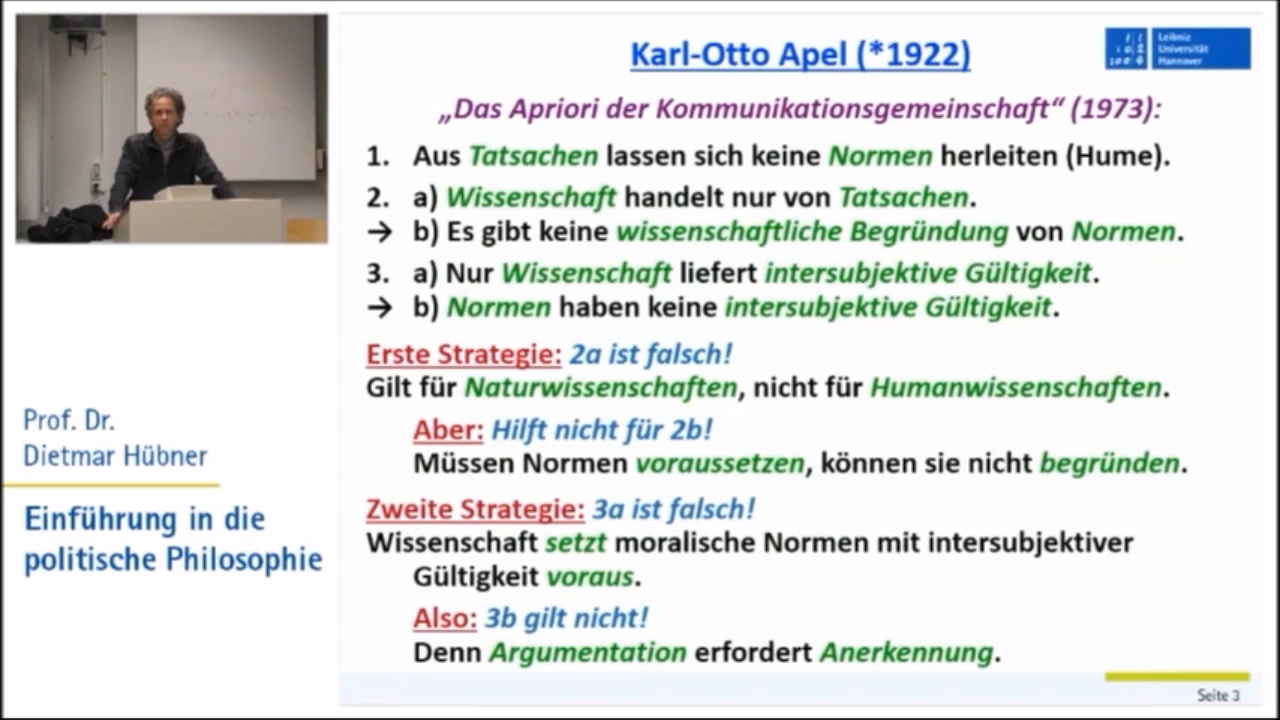 Karl-Otto Apel (*1922)
Leibniz
Universität
Hannover
„Das Apriori der Kommunikationsgemeinschaft“ (1973):
1. Aus Tatsachen lassen sich keine Normen herleiten (Hume).
2. a) Wissenschaft handelt nur von Tatsachen.
→ b) Es gibt keine wissenschaftliche Begründung von Normen.
3. a) Nur Wissenschaft liefert intersubjektive Gültigkeit.
→ b) Normen haben keine intersubjektive Gültigkeit.
Erste Strategie: 2a ist falsch!
Gilt für Naturwissenschaften, nicht für Humanwissenschaften.
Aber: Hilft nicht für 2b!
Müssen Normen voraussetzen, können sie nicht begründen.
Zweite Strategie: 3a ist falsch!
Wissenschaft setzt moralische Normen mit intersubjektiver
Gültigkeit voraus.
Also: 3b gilt nicht!
Denn Argumentation erfordert Anerkennung.
Seite 3
Prof. Dr.
Dietmar Hübner
Einführung in die
politische Philosophie